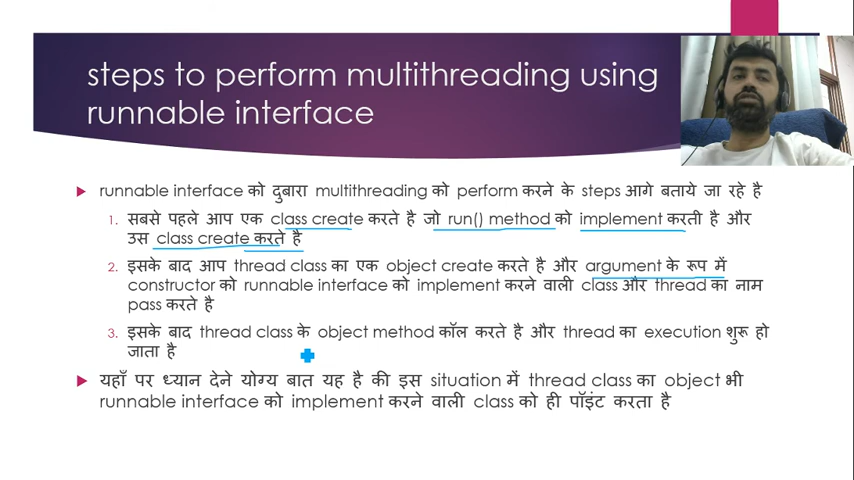 steps to perform multithreading using
runnable interface
runnable interface को दुबारा multithreading को perform करने के steps आगे बताये जा रहे है
1. सबसे पहले आप एक class create करते है जो run() method को implement करती है और
उस class create करते है
2. इसके बाद आप thread class का एक object create करते है और argument के रूप में
constructor को runnable interface को implement करने वाली class और thread का नाम
pass करते है
3. इसके बाद thread class के object method कॉल करते है और thread का execution शुरू हो
जाता है
यहाँ पर ध्यान देने योग्य बात यह है की इस situation में thread class का object भी
runnable interface को implement करने वाली class को ही पॉइंट करता है